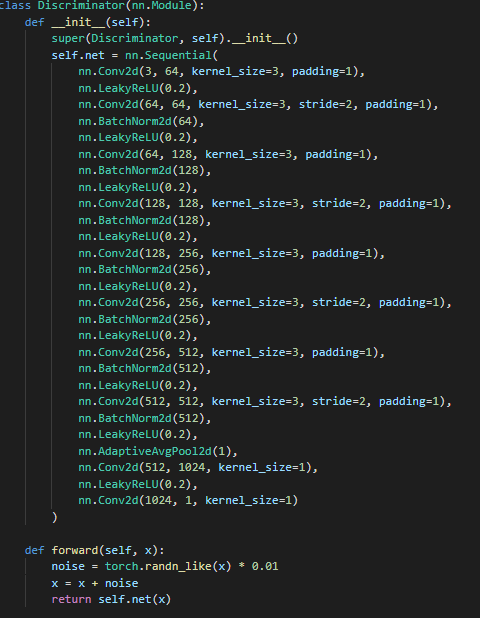 class Discriminator(nn.Module):
    def __init__(self):
        super(Discriminator, self).__init__()
        self.net = nn.Sequential(
            nn.Conv2d(3, 64, kernel_size=3, padding=1),
            nn.LeakyReLU(0.2),
            nn.Conv2d(64, 64, kernel_size=3, stride=2, padding=1),
            nn.BatchNorm2d(64),
            nn.LeakyReLU(0.2),
            nn.Conv2d(64, 128, kernel_size=3, padding=1),
            nn.BatchNorm2d(128),
            nn.LeakyReLU(0.2),
            nn.Conv2d(128, 128, kernel_size=3, stride=2, padding=1),
            nn.BatchNorm2d(128),
            nn.LeakyReLU(0.2),
            nn.Conv2d(128, 256, kernel_size=3, padding=1),
            nn.BatchNorm2d(256),
            nn.LeakyReLU(0.2),
            nn.Conv2d(256, 256, kernel_size=3, stride=2, padding=1),
            nn.BatchNorm2d(256),
            nn.LeakyReLU(0.2),
            nn.Conv2d(256, 512, kernel_size=3, padding=1),
            nn.BatchNorm2d(512),
            nn.LeakyReLU(0.2),
            nn.Conv2d(512, 512, kernel_size=3, stride=2, padding=1),
            nn.BatchNorm2d(512),
            nn.LeakyReLU(0.2),
            nn.AdaptiveAvgPool2d(1),
            nn.Conv2d(512, 1024, kernel_size=1),
            nn.LeakyReLU(0.2),
            nn.Conv2d(1024, 1, kernel_size=1)
        )
    def forward(self, x):
        noise = torch.randn_like(x) * 0.01
        x = x + noise
        return self.net(x)